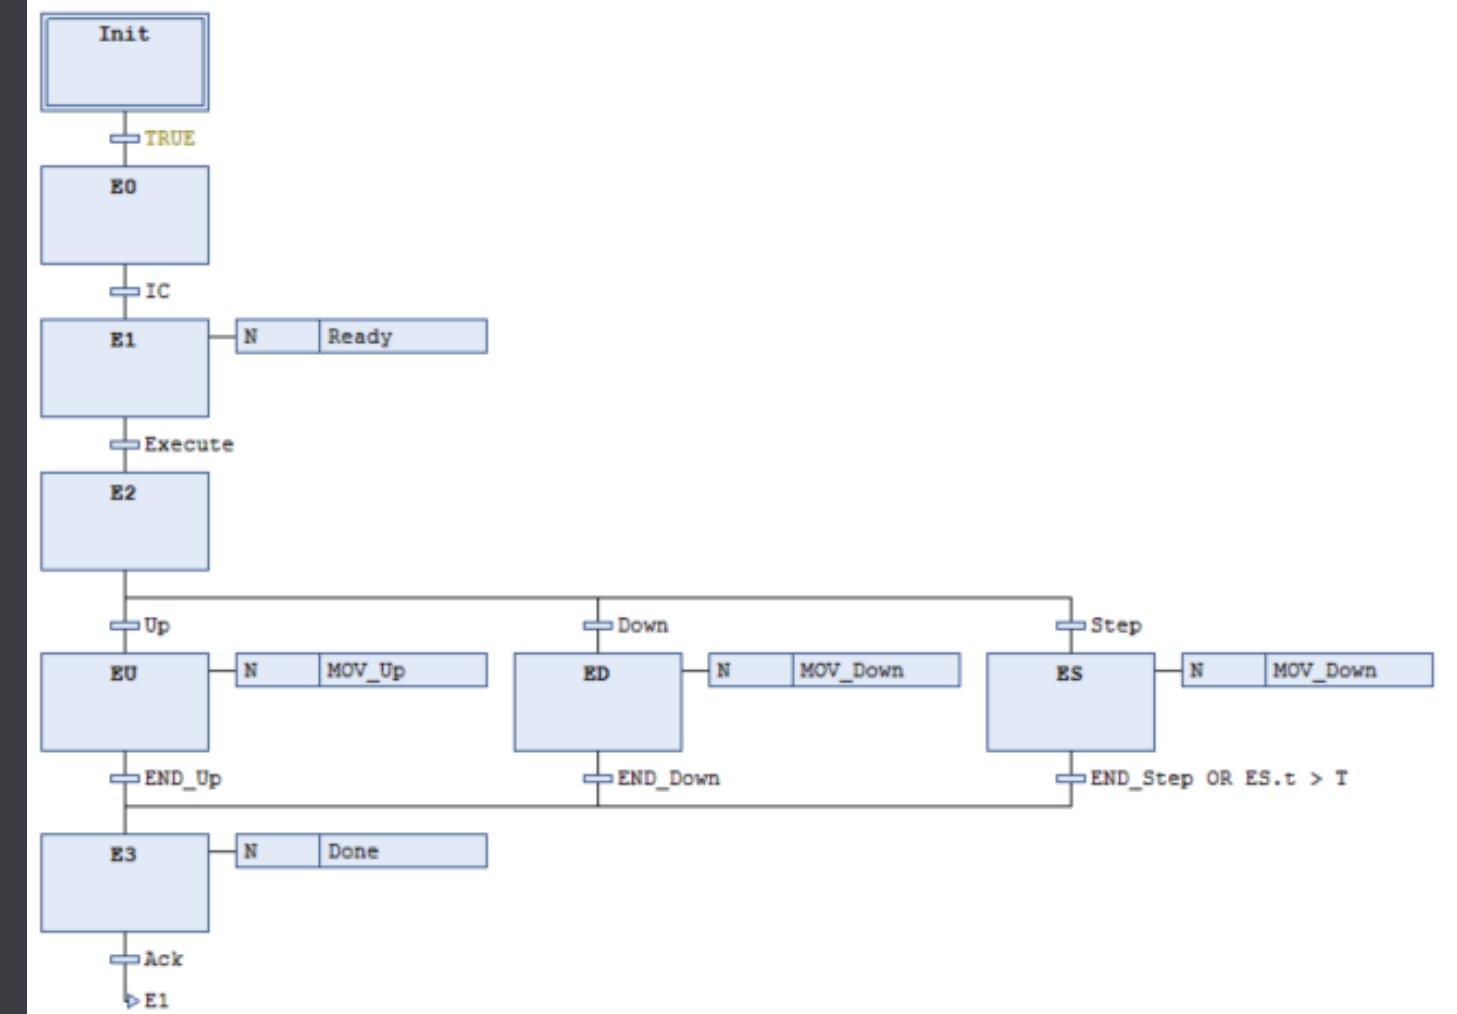 Init
TRUE
E0
IC
E1 N Ready
Execute
E2
Up Down Step
EU N MOV_Up ED N MOV_Down ES N MOV_Down
END_Up END_Down END_Step OR ES.t > T
E3 N Done
Ack
E1